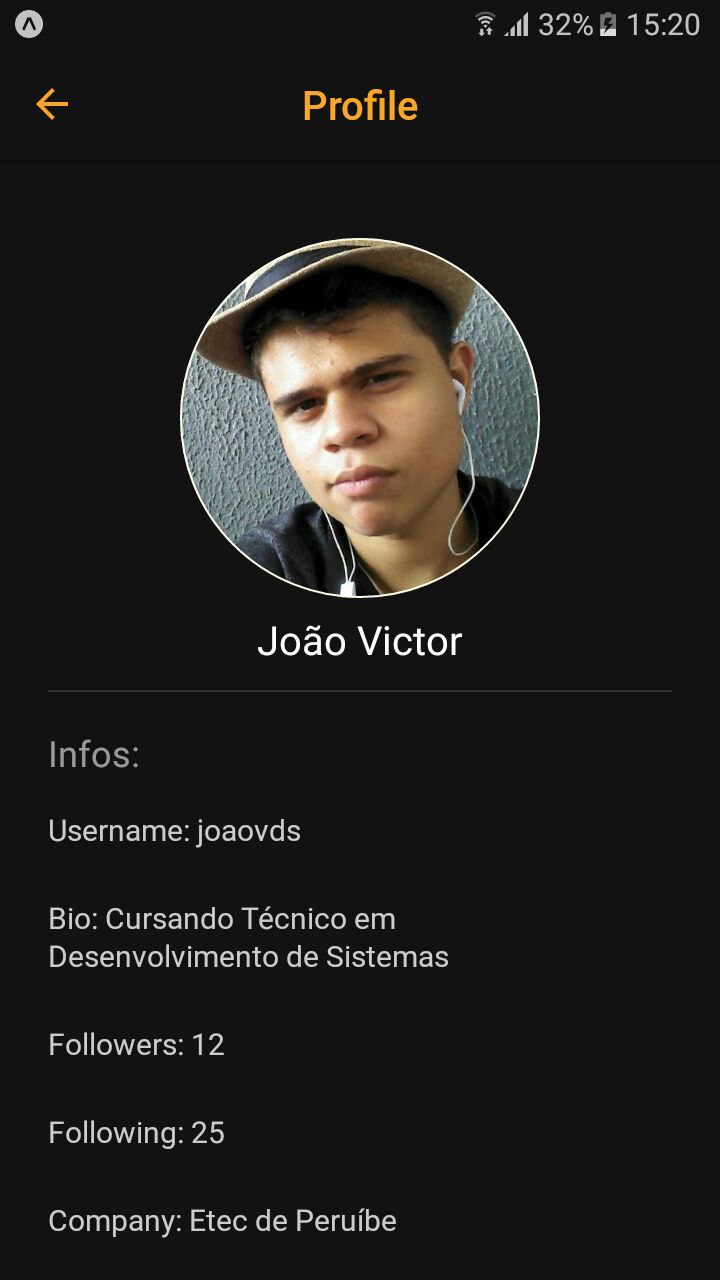 32% 15:20
Profile
João Victor
Infos:
Username: joaovds
Bio: Cursando Técnico em
Desenvolvimento de Sistemas
Followers: 12
Following: 25
Company: Etec de Peruíbe